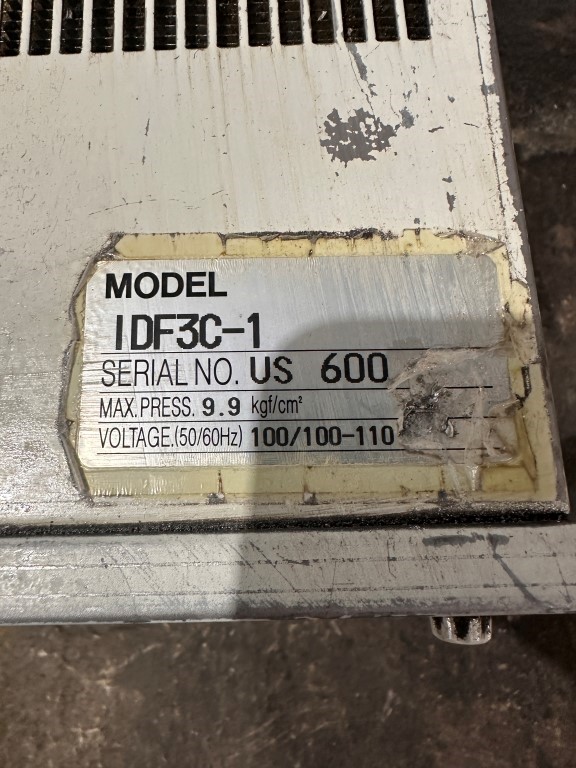 MODEL
IDF3C-1
SERIAL NO. US 600
MAX.PRESS. 9.9 kgf/cm²
VOLTAGE.(50/60Hz) 100/100-110